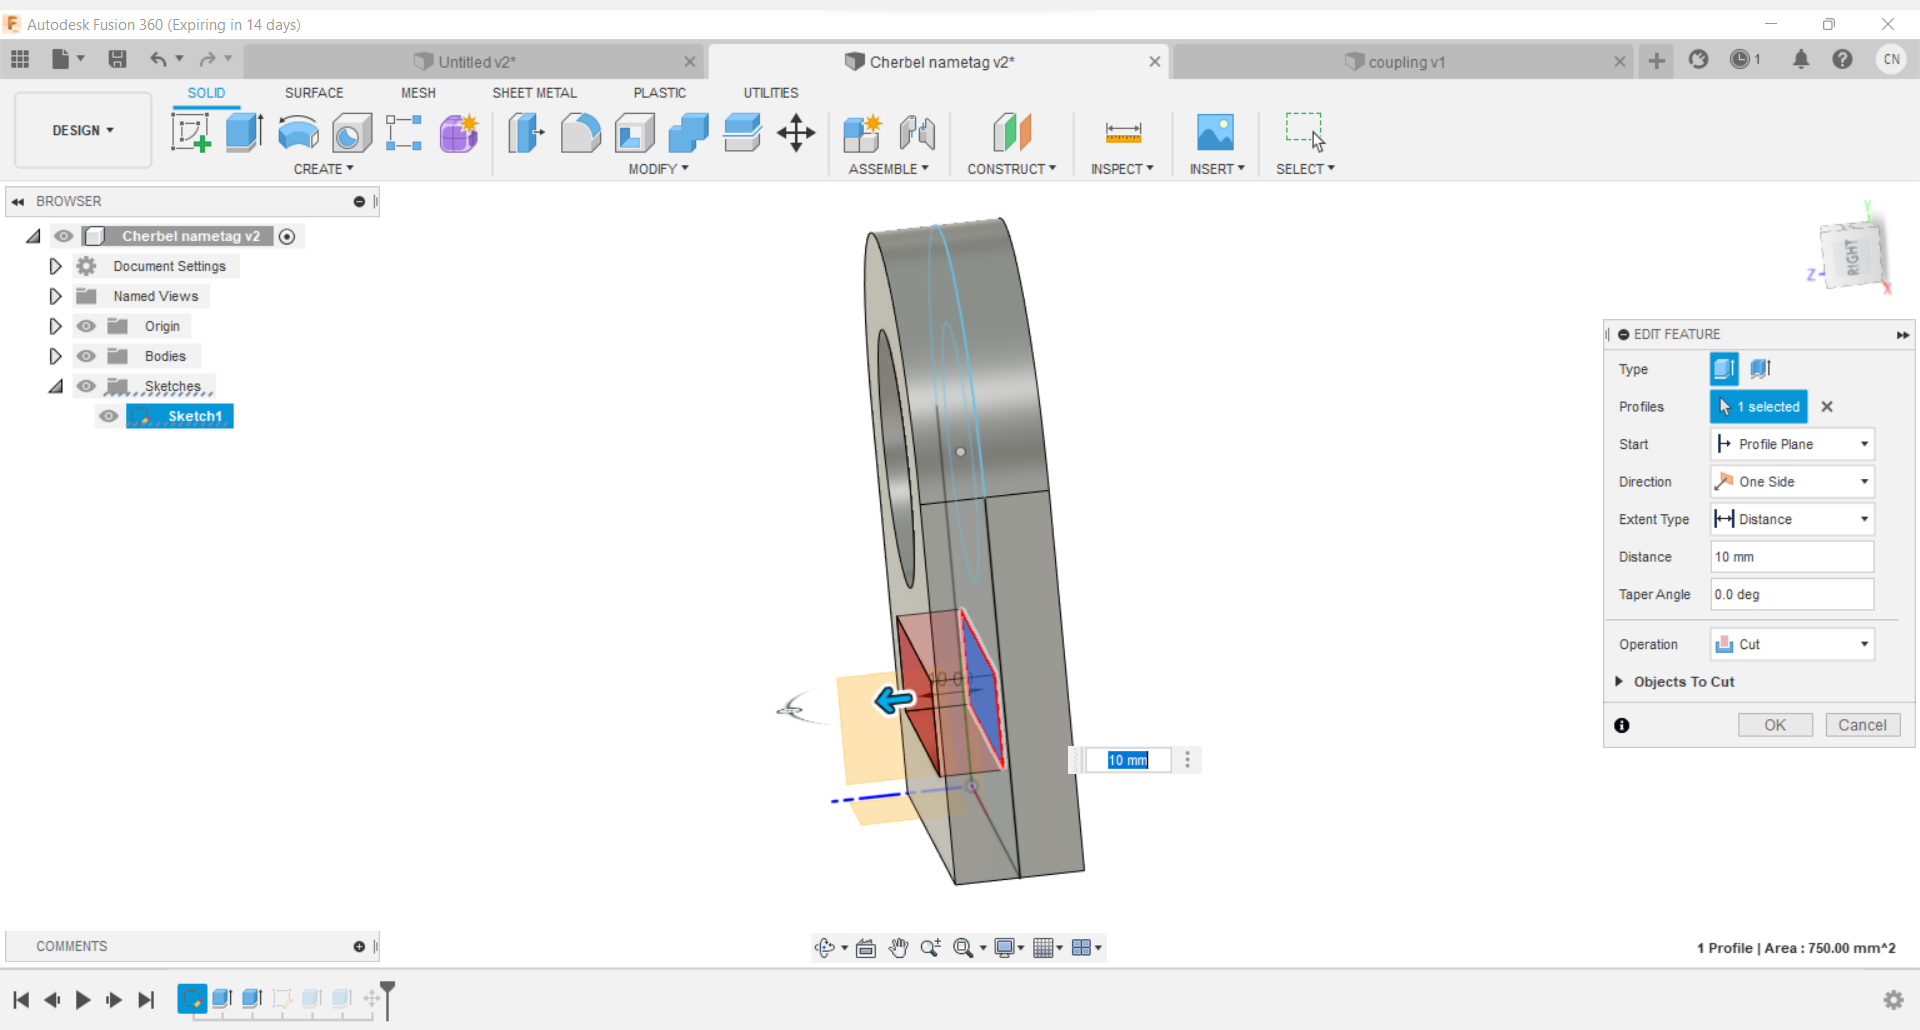 Autodesk Fusion 360 (Expiring in 14 days)
Untitled v2*
Cherbel nametag v2*
coupling v1
1
CN
DESIGN
SOLID
SURFACE
MESH
SHEET METAL
PLASTIC
UTILITIES
CREATE
MODIFY
ASSEMBLE
CONSTRUCT
INSPECT
INSERT
SELECT
BROWSER
Cherbel nametag v2
Document Settings
Named Views
Origin
Bodies
Sketches
Sketch1
Y
RIGHT
Z
X
EDIT FEATURE
Type
Profiles 1 selected
Start Profile Plane
Direction One Side
Extent Type Distance
Distance 10 mm
Taper Angle 0.0 deg
Operation Cut
Objects To Cut
OK Cancel
10.00
10 mm
COMMENTS
1 Profile | Area : 750.00 mm^2